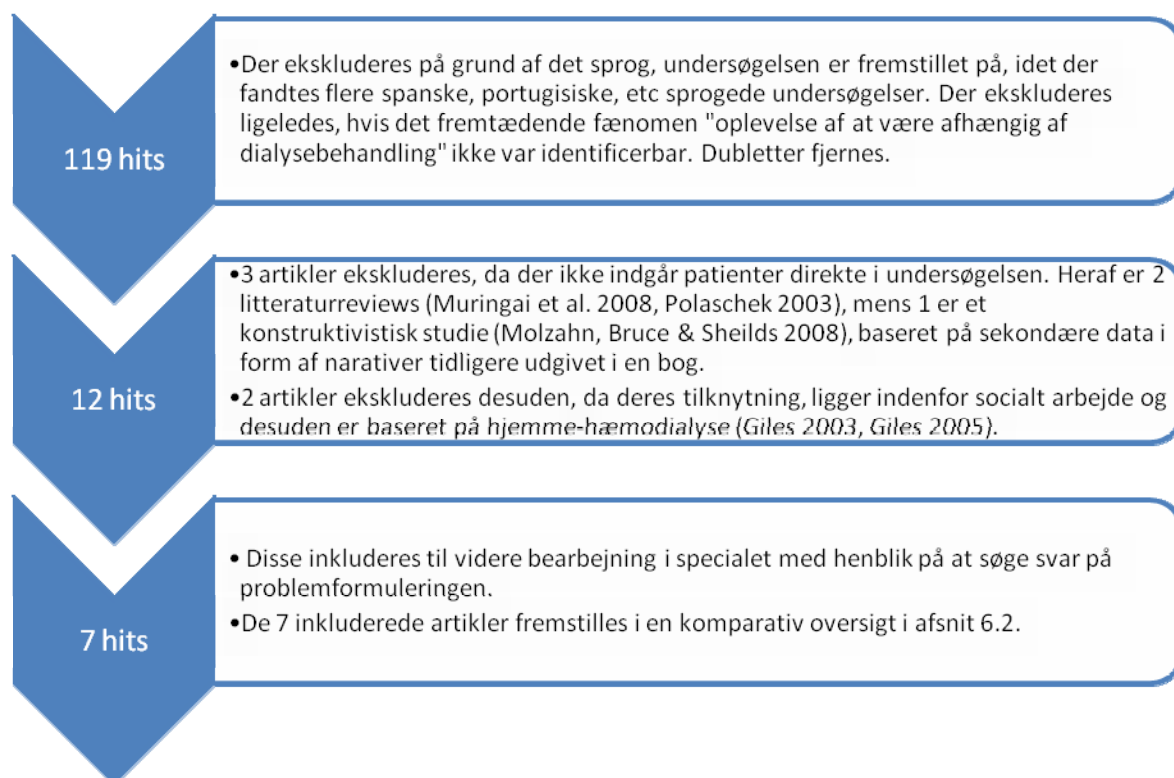 119 hits
•Der ekskluderes på grund af det sprog, undersøgelsen er fremstillet på, idet der
fandtes flere spanske, portugisiske, etc sprogede undersøgelser. Der ekskluderes
ligeledes, hvis det fremtædende fænomen "oplevelse af at være afhængig af
dialysebehandling" ikke var identificerbar. Dubletter fjernes.
12 hits
•3 artikler ekskluderes, da der ikke indgår patienter direkte i undersøgelsen. Heraf er 2
litteraturreviews (Muringai et al. 2008, Polaschek 2003), mens 1 er et
konstruktivistisk studie (Molzahn, Bruce & Sheilds 2008), baseret på sekondære data i
form af narativer tidligere udgivet i en bog.
•2 artikler ekskluderes desuden, da deres tilknytning, ligger indenfor socialt arbejde og
desuden er baseret på hjemme-hæmodialyse (Giles 2003, Giles 2005).
7 hits
• Disse inkluderes til videre bearbejning i specialet med henblik på at søge svar på
problemformuleringen.
•De 7 inkluderede artikler fremstilles i en komparativ oversigt i afsnit 6.2.